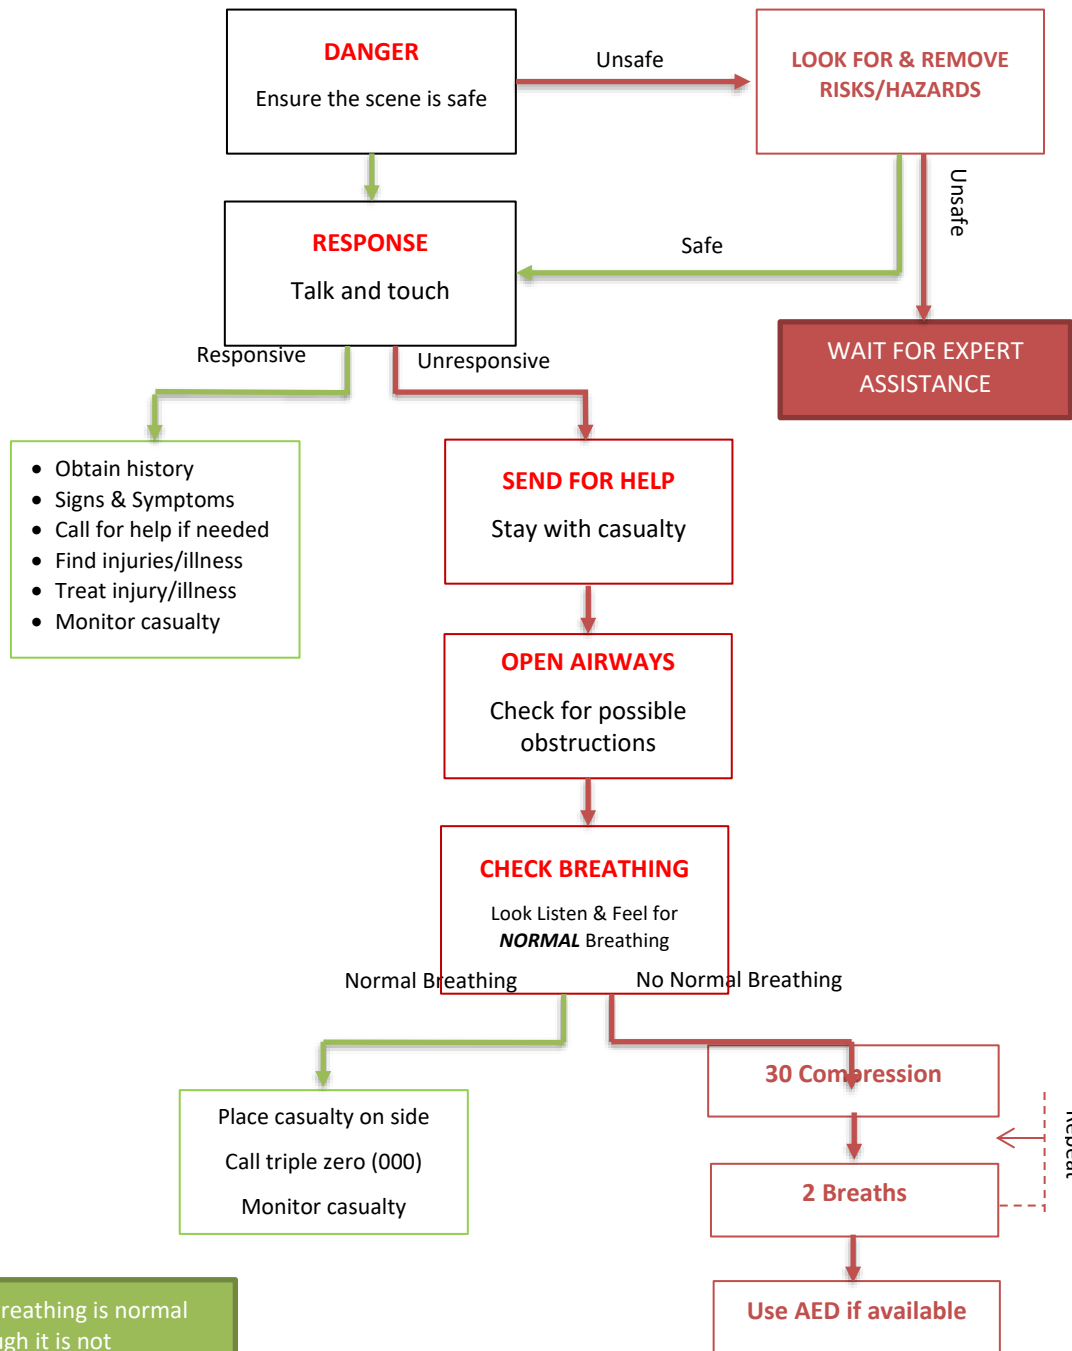 DANGER
Ensure the scene is safe
Unsafe
LOOK FOR & REMOVE
RISKS/HAZARDS
Unsafe
RESPONSE
Talk and touch
Safe
WAIT FOR EXPERT
ASSISTANCE
Responsive
Unresponsive
• Obtain history
• Signs & Symptoms
• Call for help if needed
• Find injuries/illness
• Treat injury/illness
• Monitor casualty
SEND FOR HELP
Stay with casualty
OPEN AIRWAYS
Check for possible
obstructions
CHECK BREATHING
Look Listen & Feel for
NORMAL Breathing
Normal Breathing
No Normal Breathing
Place casualty on side
Call triple zero (000)
Monitor casualty
30 Compression
Repeat
2 Breaths
Use AED if available
reathing is normal
gh it is not